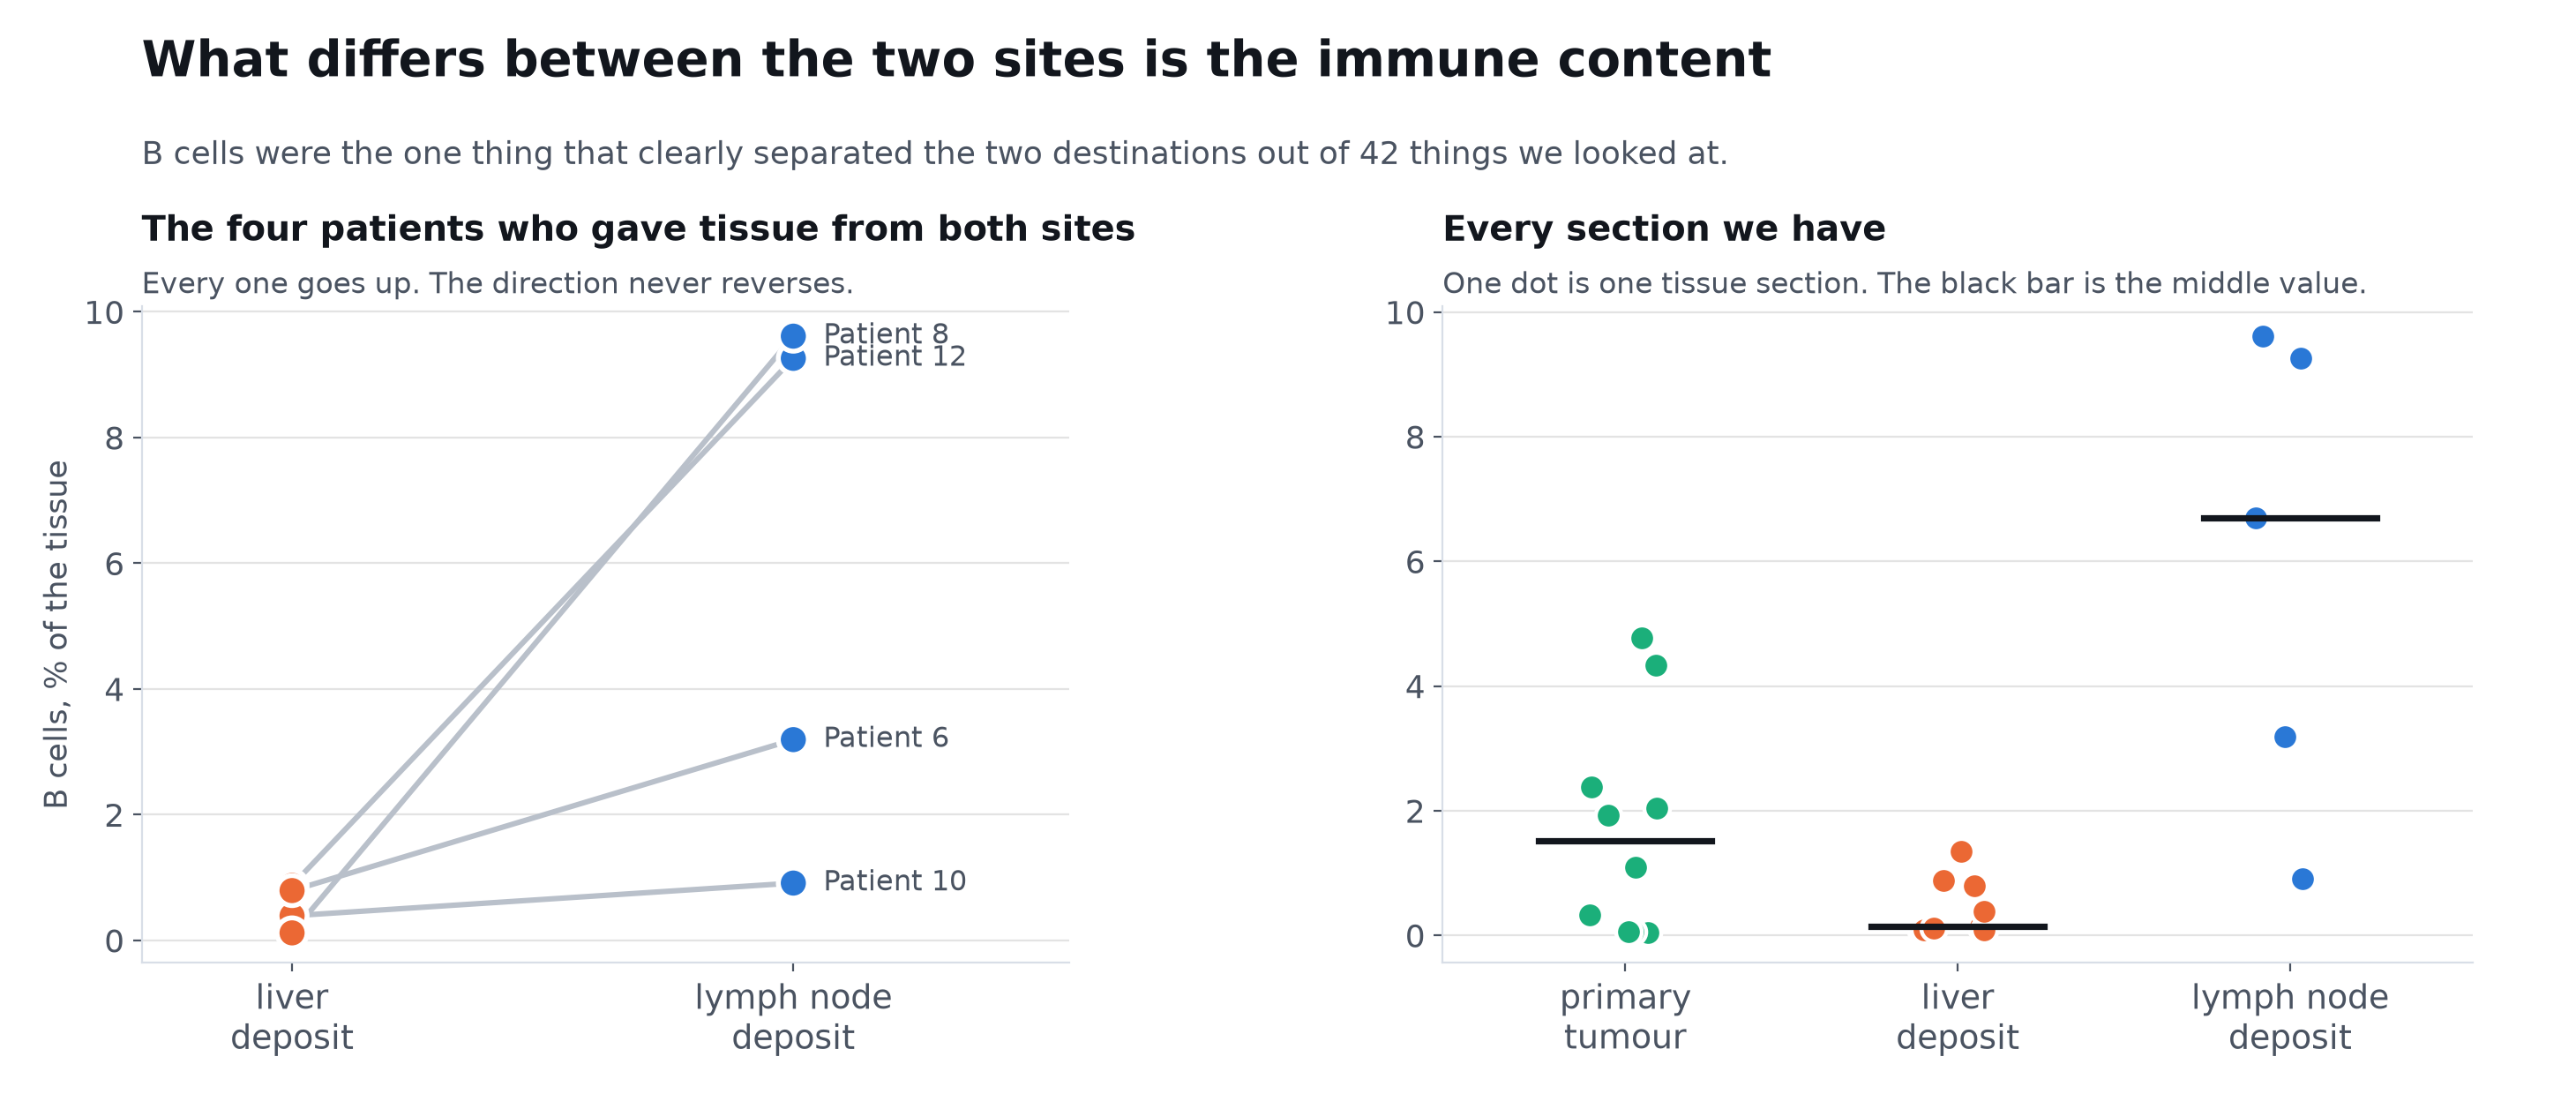 What differs between the two sites is the immune content
B cells were the one thing that clearly separated the two destinations out of 42 things we looked at.
The four patients who gave tissue from both sites
Every one goes up. The direction never reverses.
B cells, % of the tissue
10
8
6
4
2
0
Patient 8
Patient 12
Patient 6
Patient 10
liver
deposit
lymph node
deposit
Every section we have
One dot is one tissue section. The black bar is the middle value.
10
8
6
4
2
0
primary
tumour
liver
deposit
lymph node
deposit